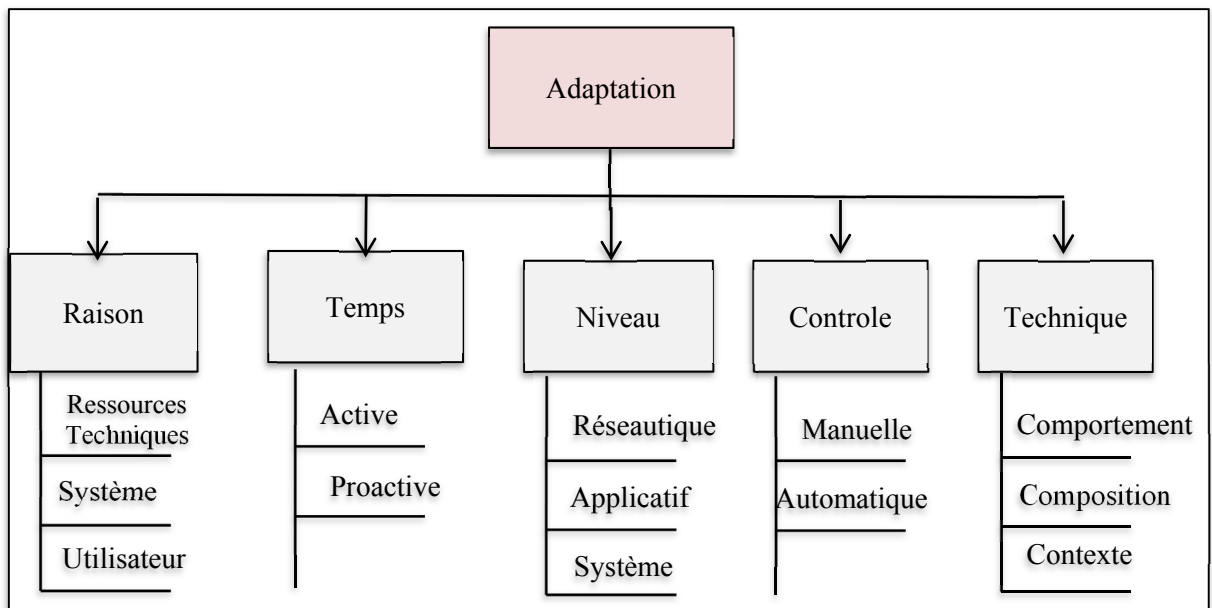 Adaptation
Raison
Temps
Niveau
Controle
Technique
Ressources
Techniques
Système
Utilisateur
Active
Proactive
Réseautique
Applicatif
Système
Manuelle
Automatique
Comportement
Composition
Contexte